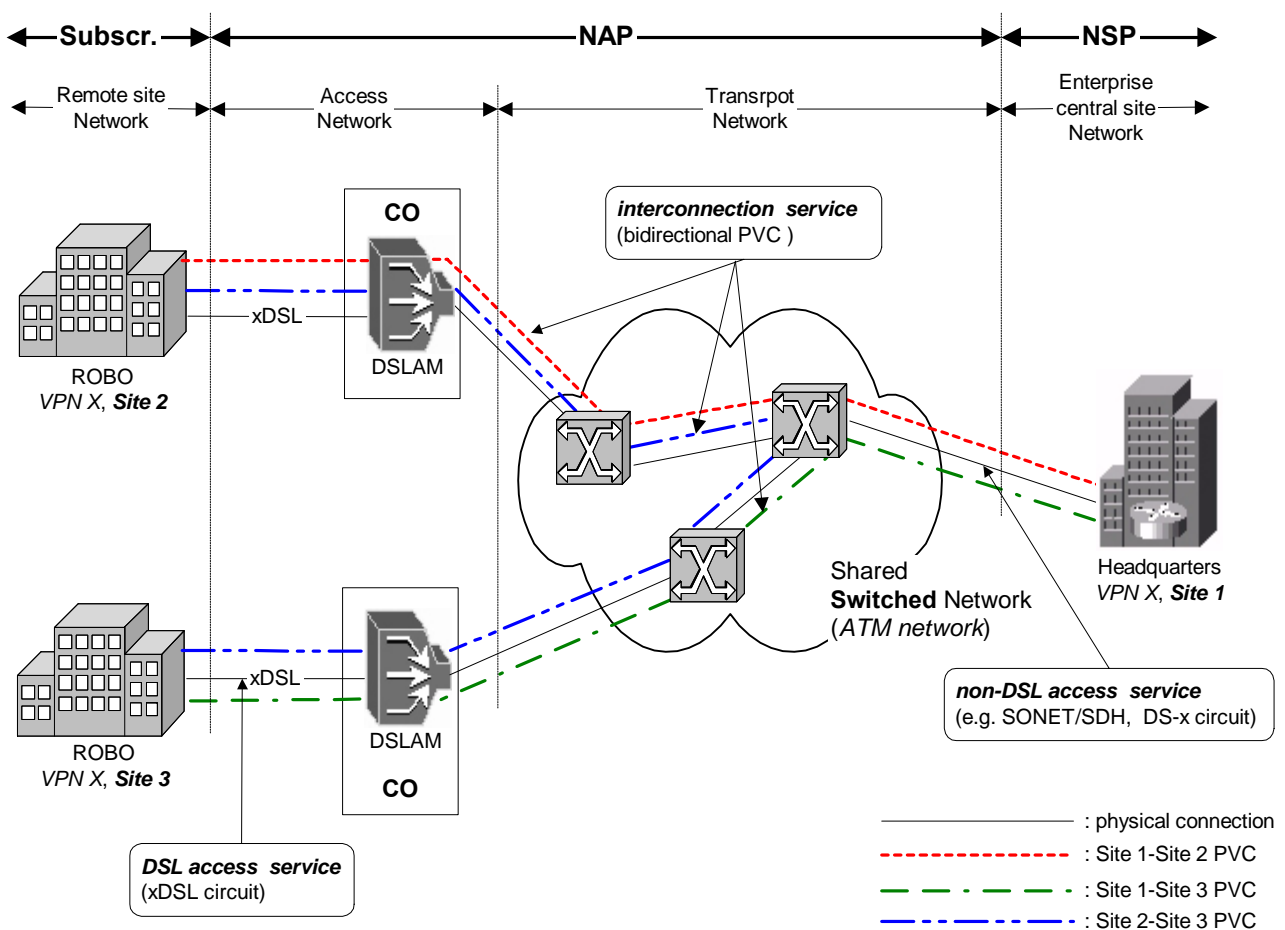 Subscr.
NAP
NSP
Remote site
Network
Access
Network
Transrpot
Network
Enterprise
central site
Network
CO
interconnection service
(bidirectional PVC )
xDSL
DSLAM
ROBO
VPN X, Site 2
Headquarters
VPN X, Site 1
Shared
Switched Network
(ATM network)
xDSL
DSLAM
CO
ROBO
VPN X, Site 3
non-DSL access service
(e.g. SONET/SDH, DS-x circuit)
DSL access service
(xDSL circuit)
: physical connection
: Site 1-Site 2 PVC
: Site 1-Site 3 PVC
: Site 2-Site 3 PVC